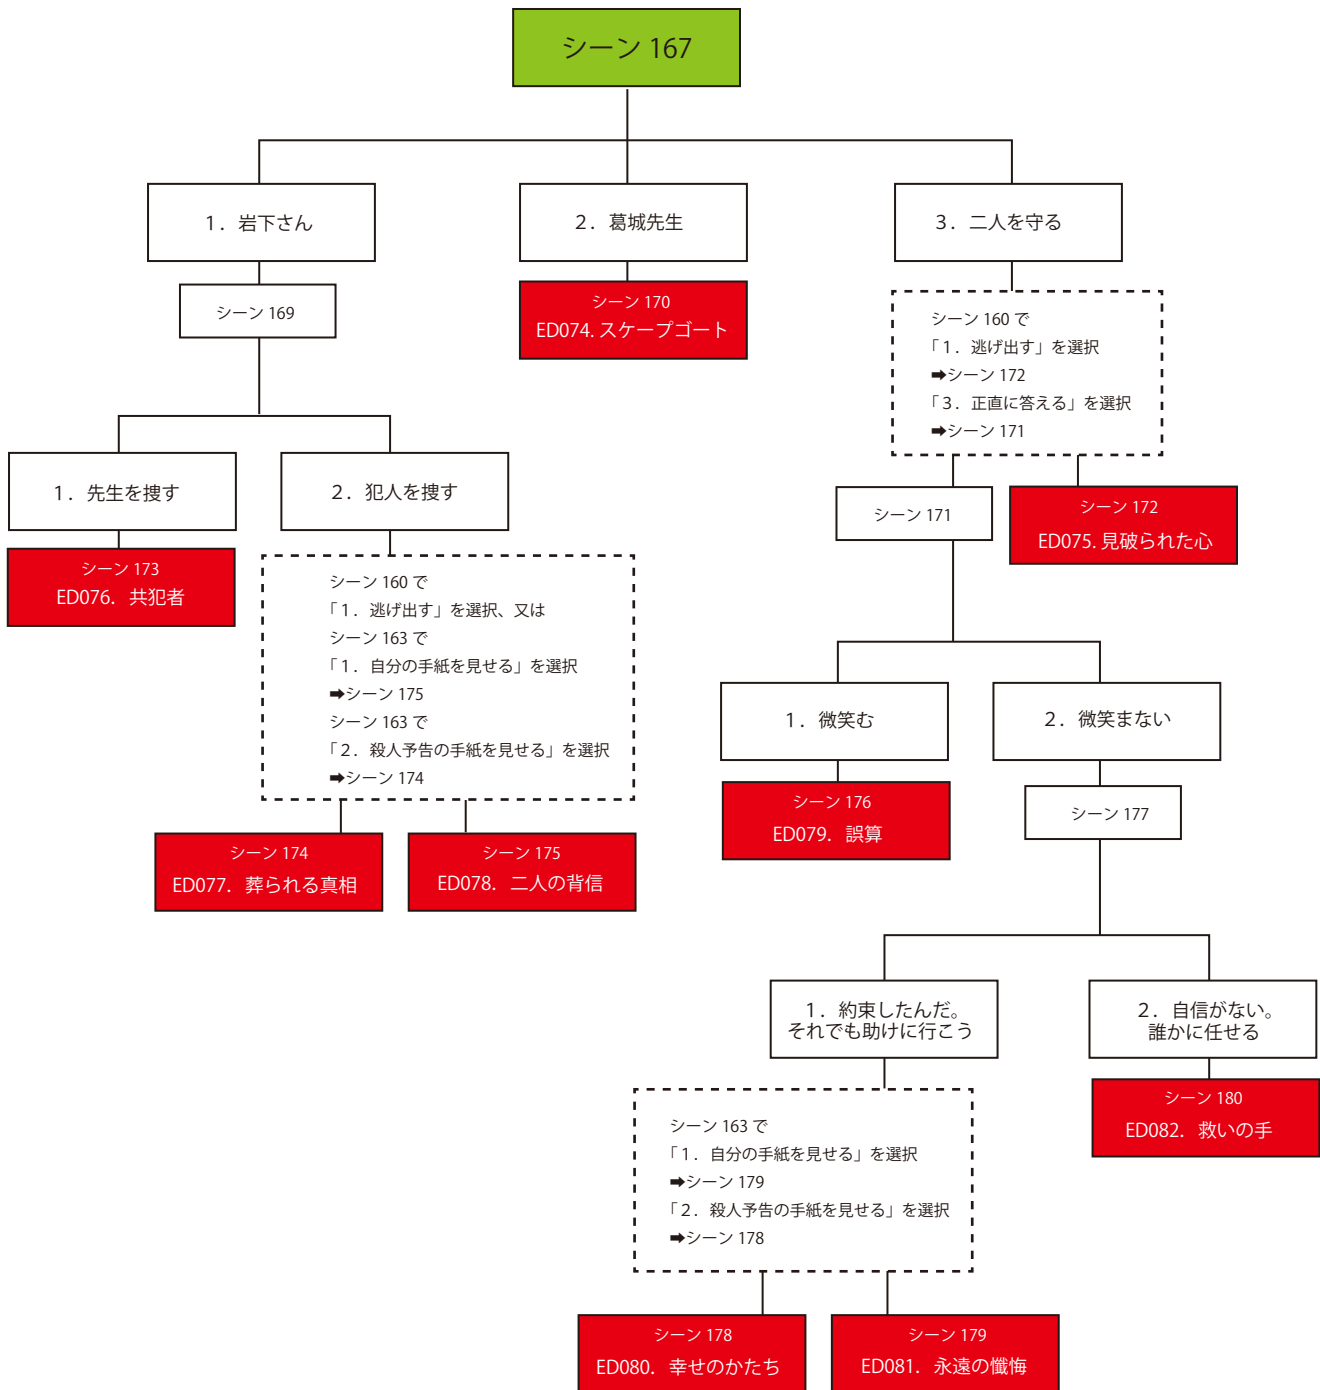 シーン 167
1．岩下さん
2．葛城先生
3．二人を守る
シーン 169
シーン 170
ED074. スケープゴート
シーン 160 で
「1．逃げ出す」を選択
➡シーン 172
「3．正直に答える」を選択
➡シーン 171
1．先生を捜す
2．犯人を捜す
シーン 171
シーン 172
ED075. 見破られた心
シーン 173
ED076．共犯者
シーン 160 で
「1．逃げ出す」を選択、又は
シーン 163 で
「1．自分の手紙を見せる」を選択
➡シーン 175
シーン 163 で
「2．殺人予告の手紙を見せる」を選択
➡シーン 174
1．微笑む
2．微笑まない
シーン 176
ED079．誤算
シーン 177
シーン 174
ED077．葬られる真相
シーン 175
ED078．二人の背信
1．約束したんだ。
それでも助けに行こう
2．自信がない。
誰かに任せる
シーン 163 で
「1．自分の手紙を見せる」を選択
➡シーン 179
「2．殺人予告の手紙を見せる」を選択
➡シーン 178
シーン 180
ED082．救いの手
シーン 178
ED080．幸せのかたち
シーン 179
ED081．永遠の懺悔